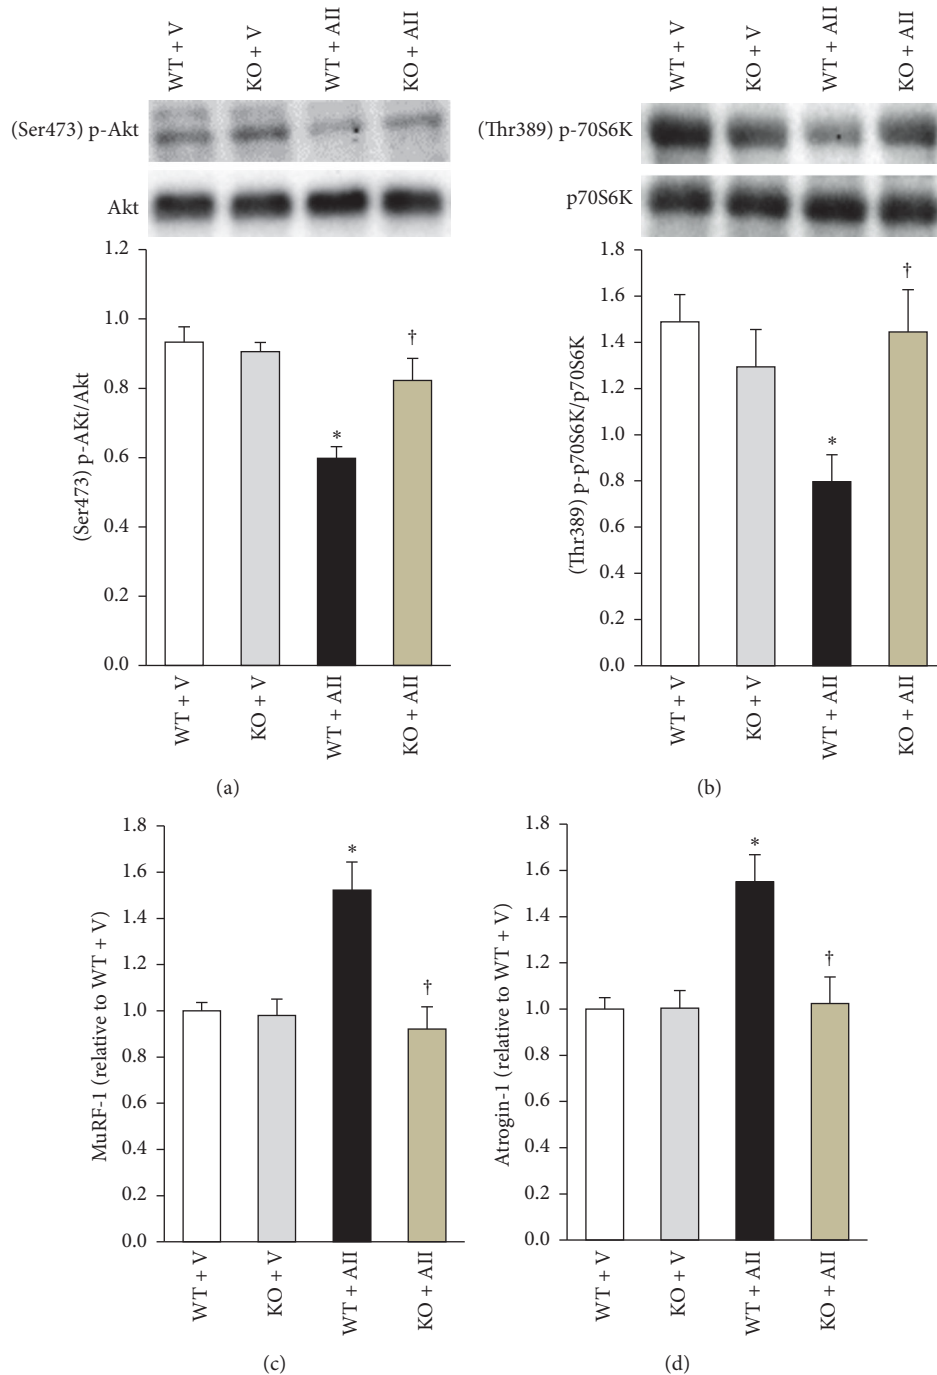 WT + V
KO + V
WT + AII
KO + AII
(Ser473) p-Akt
Akt
1.2
1.0
0.8
0.6
0.4
0.2
0.0
(Ser473) p-AKt/Akt
*
†
WT + V
KO + V
WT + AII
KO + AII
(a)
WT + V
KO + V
WT + AII
KO + AII
(Thr389) p-70S6K
p70S6K
1.8
1.6
1.4
1.2
1.0
0.8
0.6
0.4
0.2
0.0
(Thr389) p-p70S6K/p70S6K
*
†
WT + V
KO + V
WT + AII
KO + AII
(b)
1.8
1.6
1.4
1.2
1.0
0.8
0.6
0.4
0.2
0.0
MuRF-1 (relative to WT + V)
*
†
WT + V
KO + V
WT + AII
KO + AII
(c)
1.8
1.6
1.4
1.2
1.0
0.8
0.6
0.4
0.2
0.0
Atrogin-1 (relative to WT + V)
*
†
WT + V
KO + V
WT + AII
KO + AII
(d)